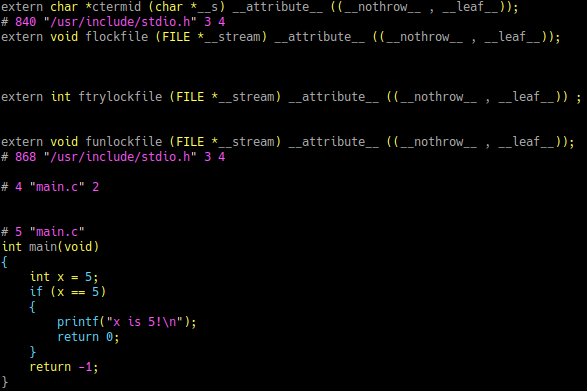 extern char *ctermid (char *__s) __attribute__ ((__nothrow__ , __leaf__));
# 840 "/usr/include/stdio.h" 3 4
extern void flockfile (FILE *__stream) __attribute__ ((__nothrow__ , __leaf__));
extern int ftrylockfile (FILE *__stream) __attribute__ ((__nothrow__ , __leaf__)) ;
extern void funlockfile (FILE *__stream) __attribute__ ((__nothrow__ , __leaf__));
# 868 "/usr/include/stdio.h" 3 4
# 4 "main.c" 2
# 5 "main.c"
int main(void)
{
    int x = 5;
    if (x == 5)
    {
        printf("x is 5!\n");
        return 0;
    }
    return -1;
}